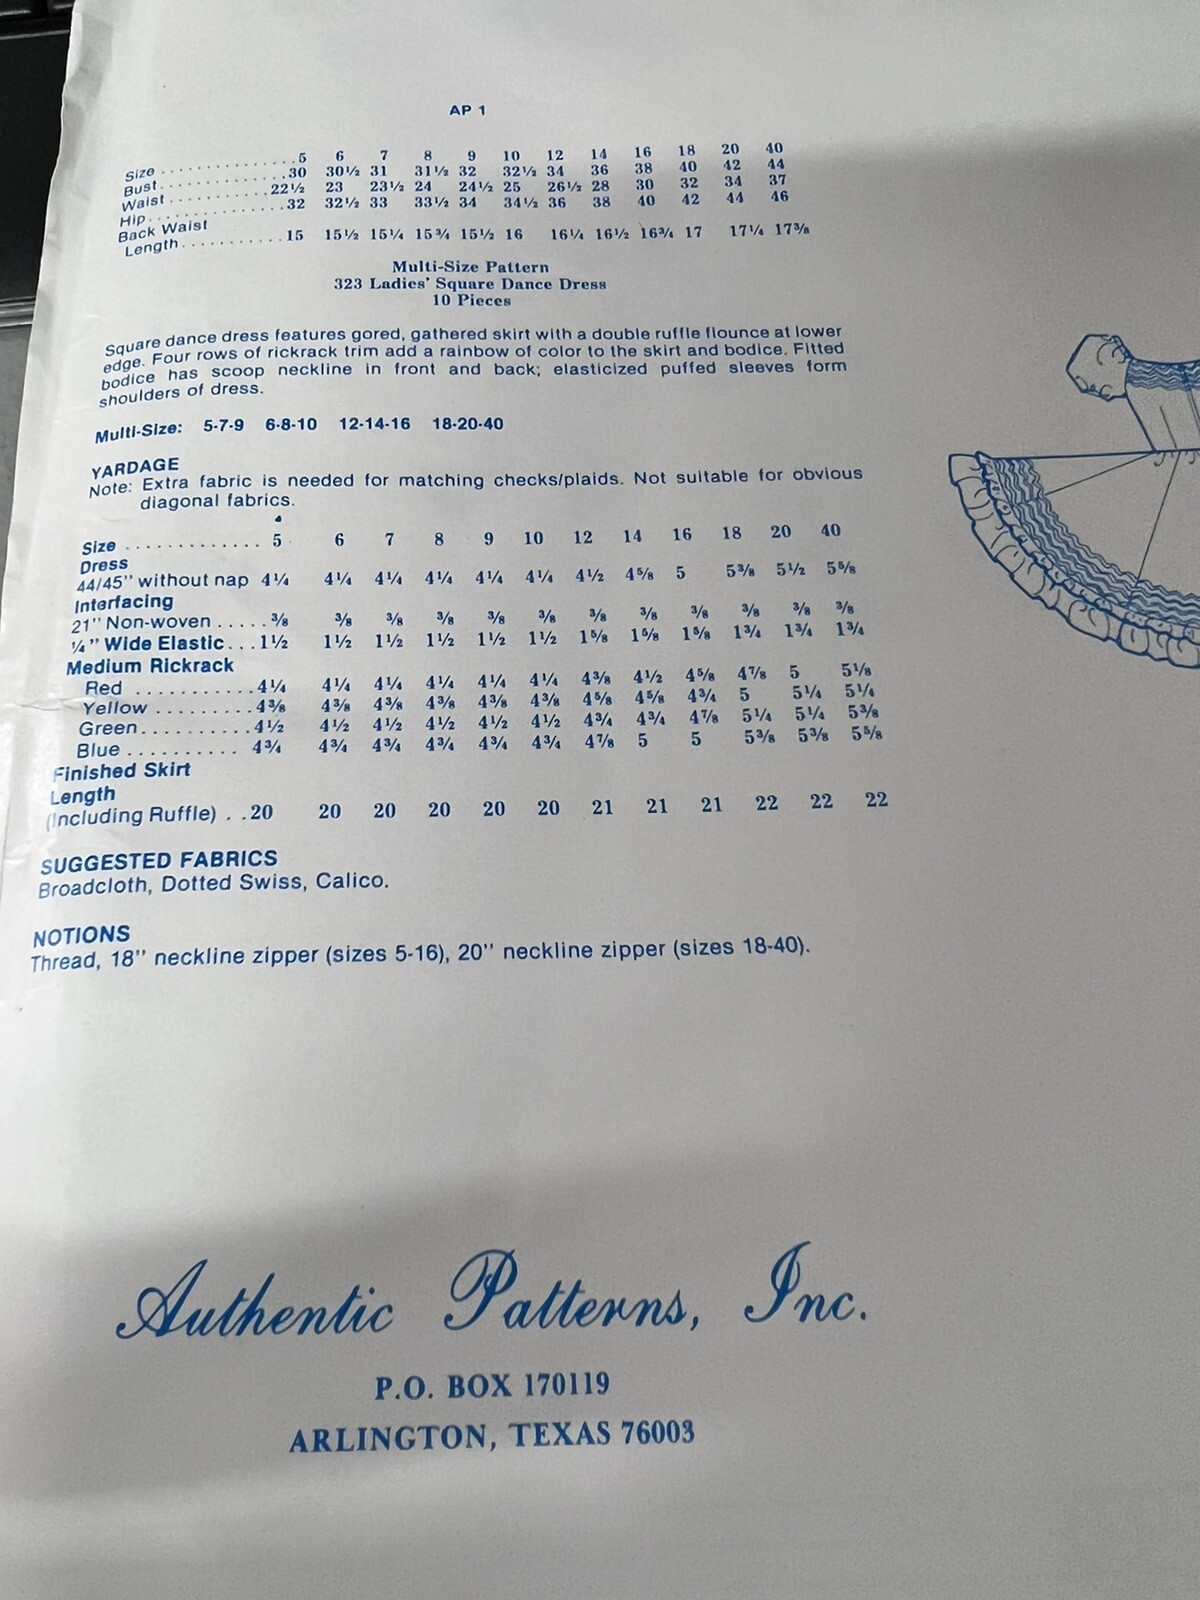 AP 1
Size . . . . . . . . . . . . . 5 6 7 8 9 10 12 14 16 18 20 40
Bust . . . . . . . . . . . . . 30 30½ 31 31½ 32 32½ 34 36 38 40 42 44
Waist . . . . . . . . . . . 22½ 23 23½ 24 24½ 25 26½ 28 30 32 34 37
Hip . . . . . . . . . . . . . . 32 32½ 33 33½ 34 34½ 36 38 40 42 44 46
Back Waist
Length . . . . . . . . . . . 15 15½ 15¼ 15¾ 15½ 16 16¼ 16½ 16¾ 17 17¼ 17⅜
Multi-Size Pattern
323 Ladies' Square Dance Dress
10 Pieces
Square dance dress features gored, gathered skirt with a double ruffle flounce at lower
edge. Four rows of rickrack trim add a rainbow of color to the skirt and bodice. Fitted
bodice has scoop neckline in front and back; elasticized puffed sleeves form
shoulders of dress.
Multi-Size: 5-7-9 6-8-10 12-14-16 18-20-40
YARDAGE
Note: Extra fabric is needed for matching checks/plaids. Not suitable for obvious
diagonal fabrics.
Size . . . . . . . . . . . . . 5 6 7 8 9 10 12 14 16 18 20 40
Dress
44/45" without nap 4¼ 4¼ 4¼ 4¼ 4¼ 4¼ 4½ 4⅝ 5 5⅜ 5½ 5⅝
Interfacing
21" Non-woven . . . . . ⅜ ⅜ ⅜ ⅜ ⅜ ⅜ ⅜ ⅜ ⅜ ⅜ ⅜ ⅜
¼" Wide Elastic . . . 1½ 1½ 1½ 1½ 1½ 1½ 1⅝ 1⅝ 1⅝ 1¾ 1¾ 1¾
Medium Rickrack
Red . . . . . . . . . . . 4¼ 4¼ 4¼ 4¼ 4¼ 4¼ 4⅜ 4½ 4⅝ 4⅞ 5 5⅛
Yellow . . . . . . . . . 4⅜ 4⅜ 4⅜ 4⅜ 4⅜ 4⅜ 4⅝ 4⅝ 4¾ 5 5¼ 5¼
Green . . . . . . . . . . 4½ 4½ 4½ 4½ 4½ 4½ 4¾ 4¾ 4⅞ 5¼ 5¼ 5⅜
Blue . . . . . . . . . . 4¾ 4¾ 4¾ 4¾ 4¾ 4¾ 4⅞ 5 5 5⅜ 5⅜ 5⅝
Finished Skirt
Length
(Including Ruffle) . . 20 20 20 20 20 20 21 21 21 22 22 22
SUGGESTED FABRICS
Broadcloth, Dotted Swiss, Calico.
NOTIONS
Thread, 18" neckline zipper (sizes 5-16), 20" neckline zipper (sizes 18-40).
Authentic Patterns, Inc.
P.O. BOX 170119
ARLINGTON, TEXAS 76003